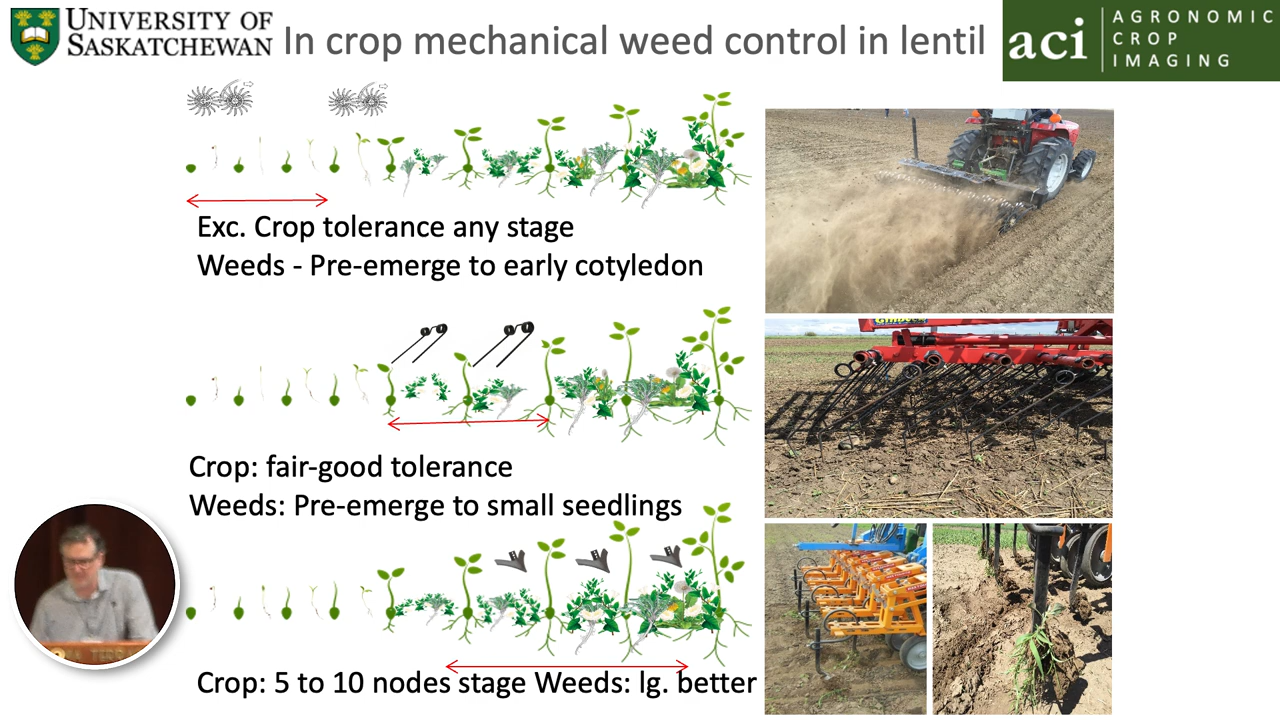 UNIVERSITY OF
SASKATCHEWAN
In crop mechanical weed control in lentil
aci
AGRONOMIC
CROP
IMAGING
Exc. Crop tolerance any stage
Weeds - Pre-emerge to early cotyledon
Crop: fair-good tolerance
Weeds: Pre-emerge to small seedlings
Crop: 5 to 10 nodes stage Weeds: lg. better